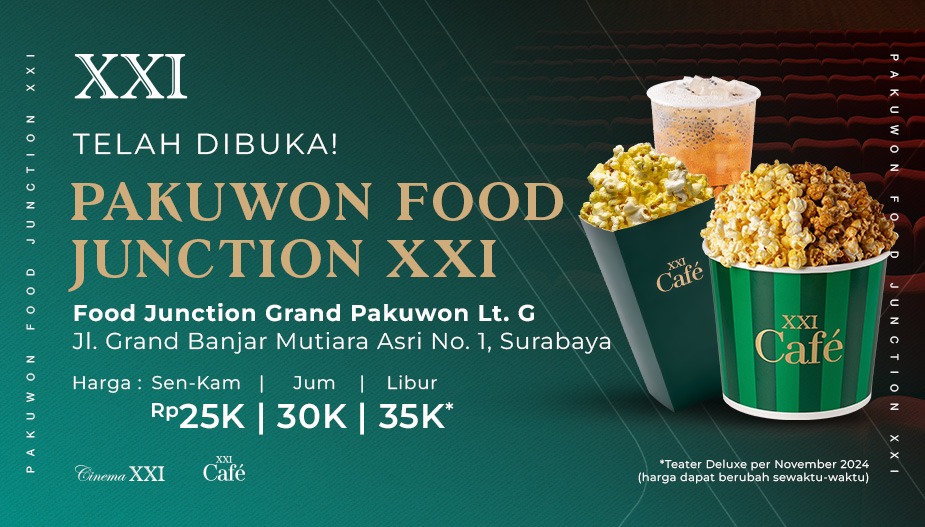 PAKUWON FOOD JUNCTION XXI
XXI
TELAH DIBUKA!
PAKUWON FOOD
JUNCTION XXI
Food Junction Grand Pakuwon Lt. G
Jl. Grand Banjar Mutiara Asri No. 1, Surabaya
Harga : Sen-Kam | Jum | Libur
Rp25K | 30K | 35K*
Cinema XXI
XXI
Café
XXI
Café
XXI
Café
*Teater Deluxe per November 2024
(harga dapat berubah sewaktu-waktu)
PAKUWON FOOD JUNCTION XXI